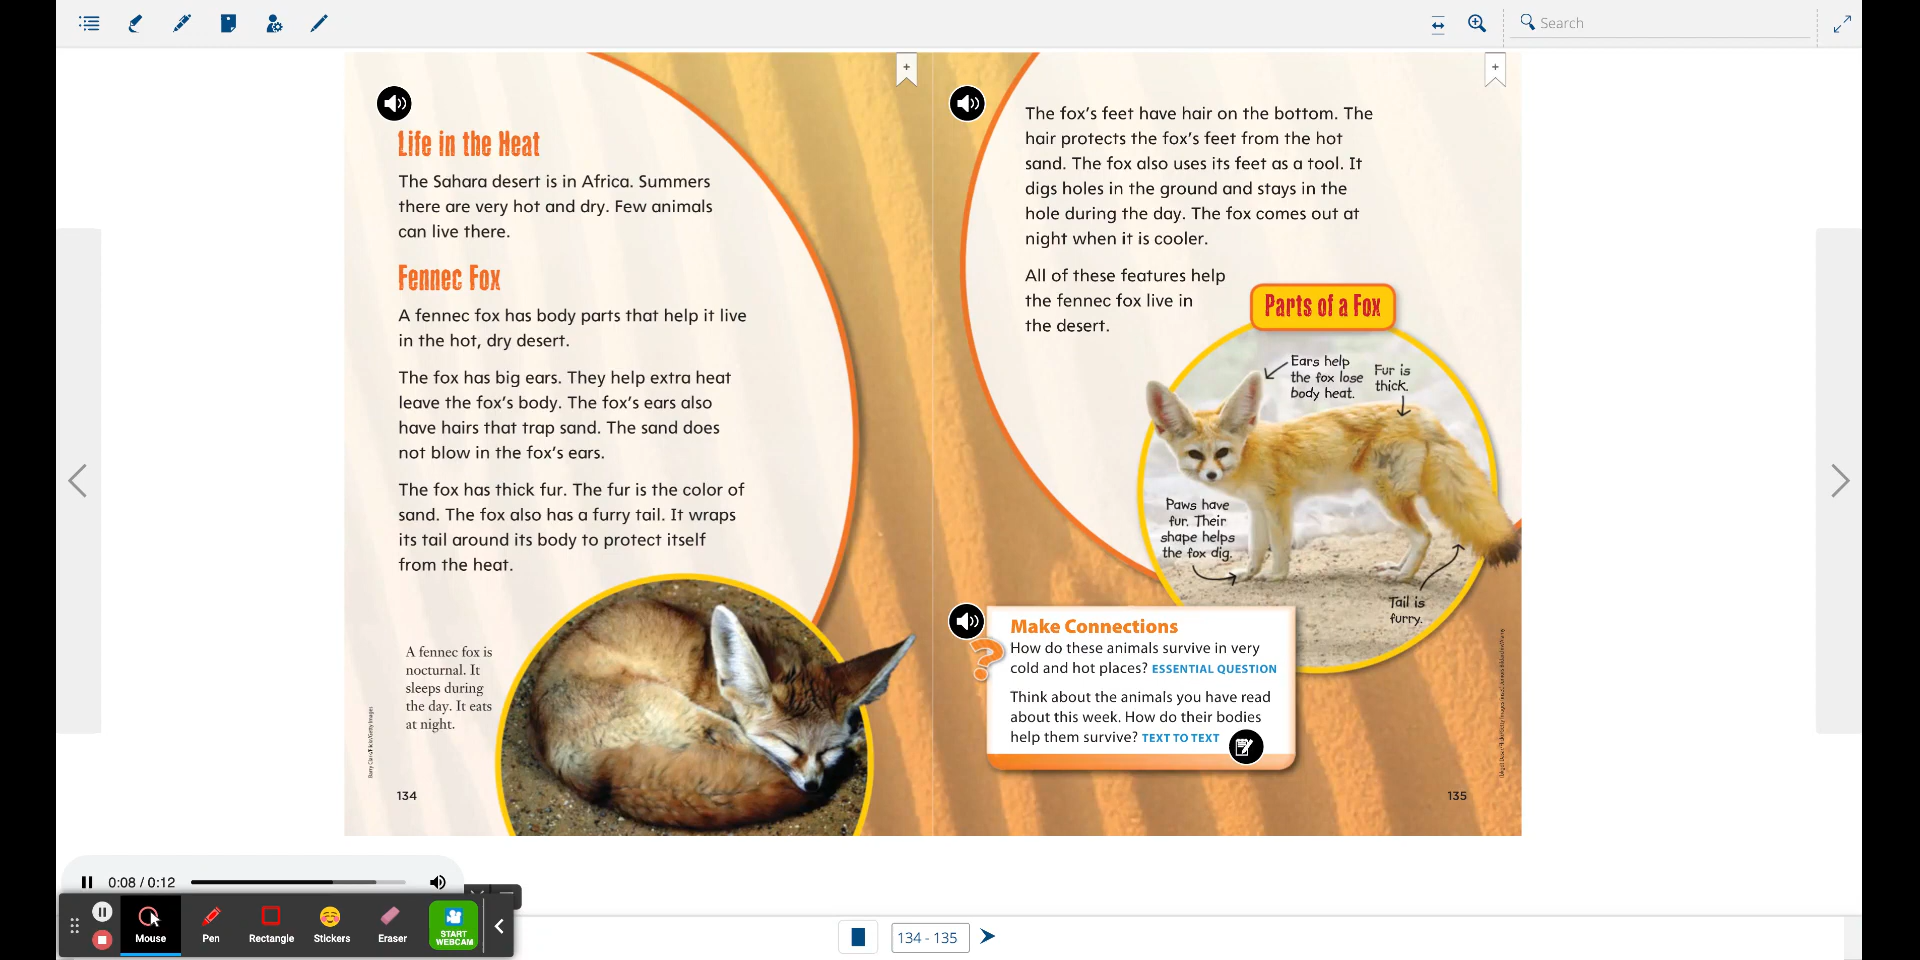 Search
Life in the Heat
The Sahara desert is in Africa. Summers
there are very hot and dry. Few animals
can live there.
Fennec Fox
A fennec fox has body parts that help it live
in the hot, dry desert.
The fox has big ears. They help extra heat
leave the fox's body. The fox's ears also
have hairs that trap sand. The sand does
not blow in the fox's ears.
The fox has thick fur. The fur is the color of
sand. The fox also has a furry tail. It wraps
its tail around its body to protect itself
from the heat.
A fennec fox is
nocturnal. It
sleeps during
the day. It eats
at night.
134
The fox's feet have hair on the bottom. The
hair protects the fox's feet from the hot
sand. The fox also uses its feet as a tool. It
digs holes in the ground and stays in the
hole during the day. The fox comes out at
night when it is cooler.
All of these features help
the fennec fox live in
the desert.
Parts of a Fox
Ears help
the fox lose
body heat.
Fur is
thick.
Paws have
fur. Their
shape helps
the fox dig.
Tail is
furry.
Make Connections
How do these animals survive in very
cold and hot places? ESSENTIAL QUESTION
Think about the animals you have read
about this week. How do their bodies
help them survive? TEXT TO TEXT
135
0:08 / 0:12
Mouse
Pen
Rectangle
Stickers
Eraser
START
WEBCAM
134 - 135